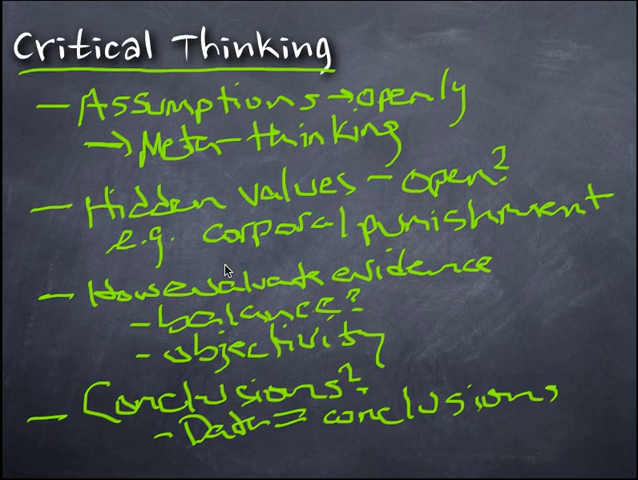 Critical Thinking
- Assumptions → openly
→ Meta-thinking
- Hidden values - open?
e.g. corporal punishment
- How evaluate evidence
- balance?
- objectivity
- Conclusions?
- Data = conclusions